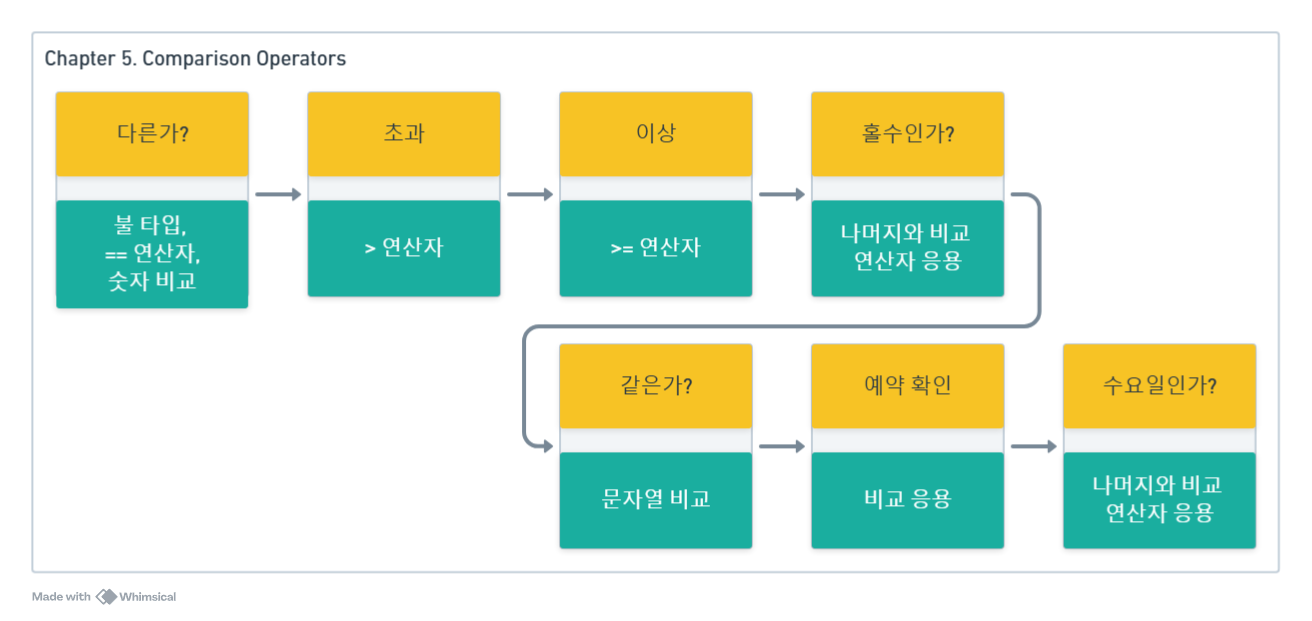 Chapter 5. Comparison Operators
다른가?
불 타입,
== 연산자,
숫자 비교
초과
> 연산자
이상
>= 연산자
홀수인가?
나머지와 비교
연산자 응용
같은가?
문자열 비교
예약 확인
비교 응용
수요일인가?
나머지와 비교
연산자 응용
Made with Whimsical